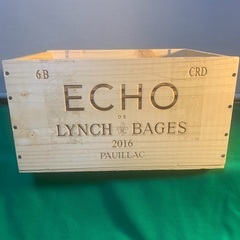 6B CRD
ECHO
DE
LYNCH BAGES
2016
PAUILLAC